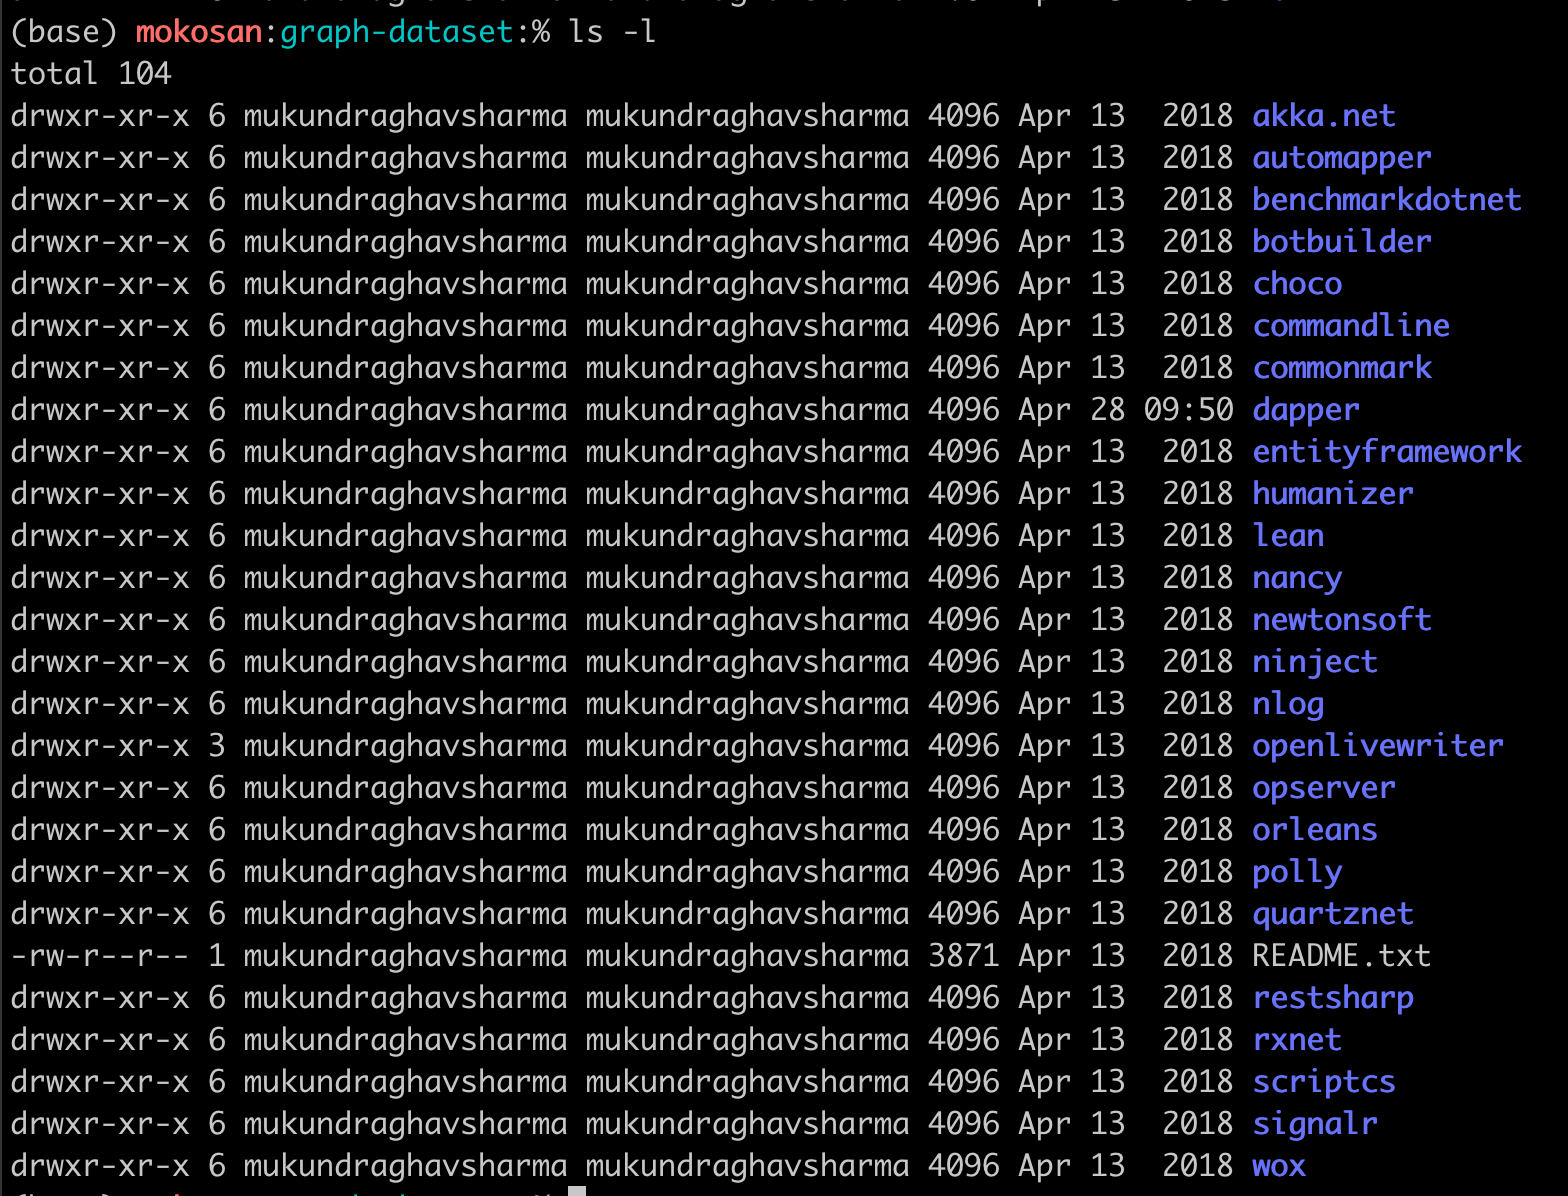 (base) mokosan:graph-dataset:% ls -l
total 104
drwxr-xr-x 6 mukundraghavsharma mukundraghavsharma 4096 Apr 13  2018 akka.net
drwxr-xr-x 6 mukundraghavsharma mukundraghavsharma 4096 Apr 13  2018 automapper
drwxr-xr-x 6 mukundraghavsharma mukundraghavsharma 4096 Apr 13  2018 benchmarkdotnet
drwxr-xr-x 6 mukundraghavsharma mukundraghavsharma 4096 Apr 13  2018 botbuilder
drwxr-xr-x 6 mukundraghavsharma mukundraghavsharma 4096 Apr 13  2018 choco
drwxr-xr-x 6 mukundraghavsharma mukundraghavsharma 4096 Apr 13  2018 commandline
drwxr-xr-x 6 mukundraghavsharma mukundraghavsharma 4096 Apr 13  2018 commonmark
drwxr-xr-x 6 mukundraghavsharma mukundraghavsharma 4096 Apr 28 09:50 dapper
drwxr-xr-x 6 mukundraghavsharma mukundraghavsharma 4096 Apr 13  2018 entityframework
drwxr-xr-x 6 mukundraghavsharma mukundraghavsharma 4096 Apr 13  2018 humanizer
drwxr-xr-x 6 mukundraghavsharma mukundraghavsharma 4096 Apr 13  2018 lean
drwxr-xr-x 6 mukundraghavsharma mukundraghavsharma 4096 Apr 13  2018 nancy
drwxr-xr-x 6 mukundraghavsharma mukundraghavsharma 4096 Apr 13  2018 newtonsoft
drwxr-xr-x 6 mukundraghavsharma mukundraghavsharma 4096 Apr 13  2018 ninject
drwxr-xr-x 6 mukundraghavsharma mukundraghavsharma 4096 Apr 13  2018 nlog
drwxr-xr-x 3 mukundraghavsharma mukundraghavsharma 4096 Apr 13  2018 openlivewriter
drwxr-xr-x 6 mukundraghavsharma mukundraghavsharma 4096 Apr 13  2018 opserver
drwxr-xr-x 6 mukundraghavsharma mukundraghavsharma 4096 Apr 13  2018 orleans
drwxr-xr-x 6 mukundraghavsharma mukundraghavsharma 4096 Apr 13  2018 polly
drwxr-xr-x 6 mukundraghavsharma mukundraghavsharma 4096 Apr 13  2018 quartznet
-rw-r--r-- 1 mukundraghavsharma mukundraghavsharma 3871 Apr 13  2018 README.txt
drwxr-xr-x 6 mukundraghavsharma mukundraghavsharma 4096 Apr 13  2018 restsharp
drwxr-xr-x 6 mukundraghavsharma mukundraghavsharma 4096 Apr 13  2018 rxnet
drwxr-xr-x 6 mukundraghavsharma mukundraghavsharma 4096 Apr 13  2018 scriptcs
drwxr-xr-x 6 mukundraghavsharma mukundraghavsharma 4096 Apr 13  2018 signalr
drwxr-xr-x 6 mukundraghavsharma mukundraghavsharma 4096 Apr 13  2018 wox